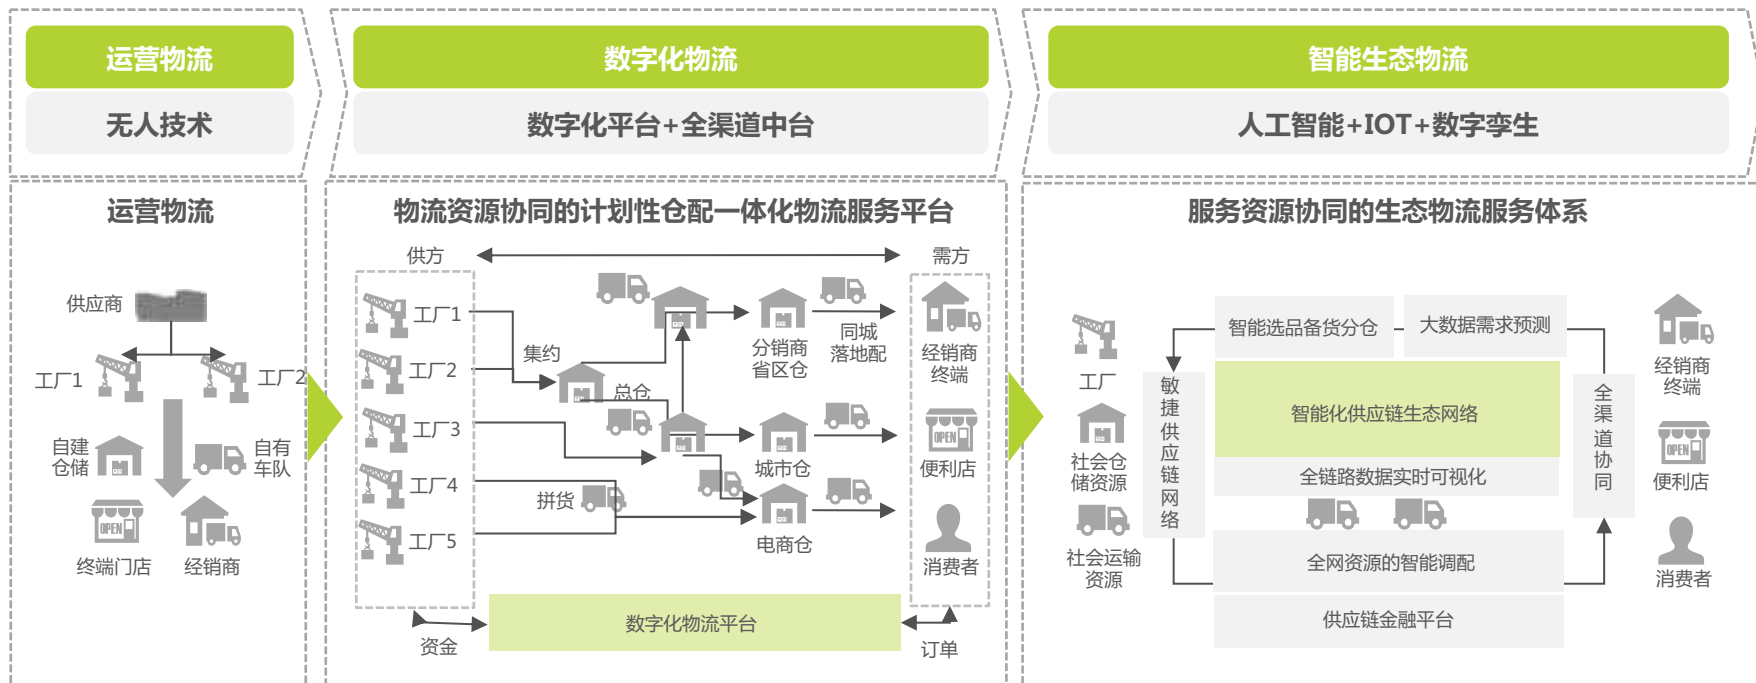 运营物流
无人技术
数字化物流
数字化平台+全渠道中台
智能生态物流
人工智能+IOT+数字孪生
运营物流
供应商
工厂1
工厂2
自建
仓储
自有
车队
OPEN
终端门店
经销商
物流资源协同的计划性仓配一体化物流服务平台
供方
需方
工厂1
工厂2
工厂3
工厂4
工厂5
集约
总仓
拼货
分销商
省区仓
同城
落地配
城市仓
电商仓
经销商
终端
OPEN
便利店
消费者
资金
数字化物流平台
订单
服务资源协同的生态物流服务体系
工厂
社会仓
储资源
社会运输
资源
敏捷供应链网络
智能选品备货分仓
大数据需求预测
智能化供应链生态网络
全链路数据实时可视化
全网资源的智能调配
供应链金融平台
全渠道协同
经销商
终端
OPEN
便利店
消费者